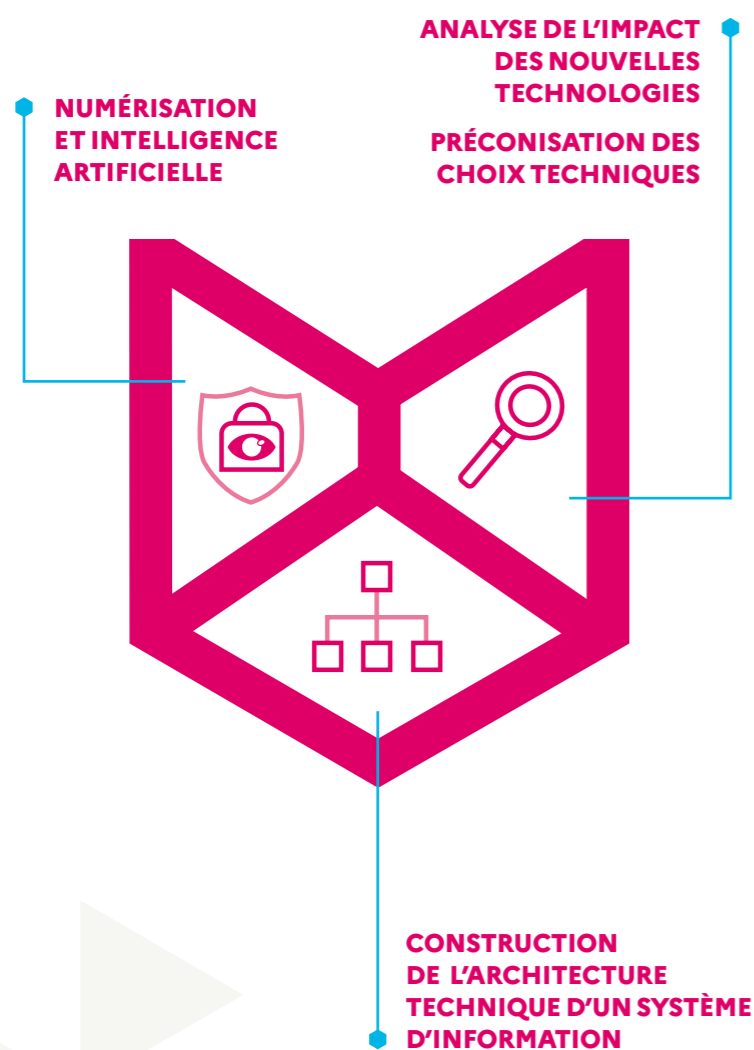 NUMÉRISATION
ET INTELLIGENCE
ARTIFICIELLE
ANALYSE DE L’IMPACT
DES NOUVELLES
TECHNOLOGIES
PRÉCONISATION DES
CHOIX TECHNIQUES
CONSTRUCTION
DE L’ARCHITECTURE
TECHNIQUE D’UN SYSTÈME
D’INFORMATION